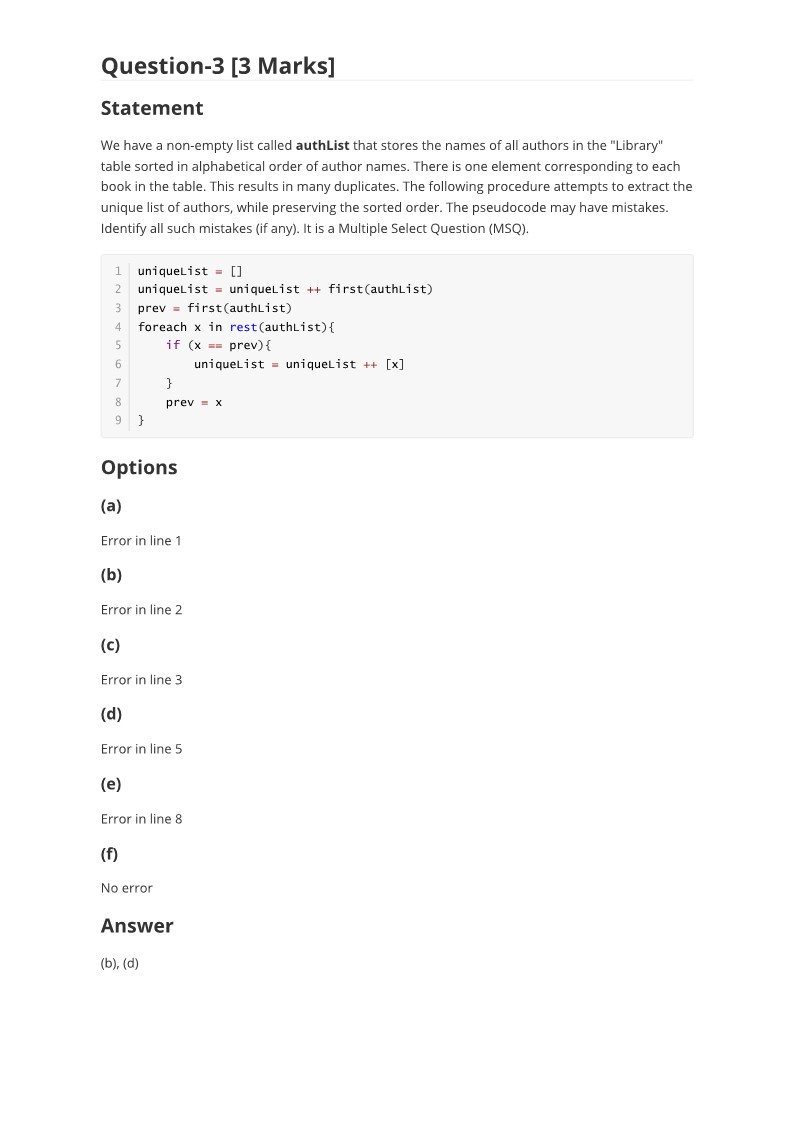 Question-3 [3 Marks]
Statement
We have a non-empty list called authList that stores the names of all authors in the "Library"
table sorted in alphabetical order of author names. There is one element corresponding to each
book in the table. This results in many duplicates. The following procedure attempts to extract the
unique list of authors, while preserving the sorted order. The pseudocode may have mistakes.
Identify all such mistakes (if any). It is a Multiple Select Question (MSQ).
1 uniqueList = []
2 uniqueList = uniqueList ++ first(authList)
3 prev = first(authList)
4 foreach x in rest(authList){
5     if (x == prev){
6         uniqueList = uniqueList ++ [x]
7     }
8     prev = x
9 }
Options
(a)
Error in line 1
(b)
Error in line 2
(c)
Error in line 3
(d)
Error in line 5
(e)
Error in line 8
(f)
No error
Answer
(b), (d)